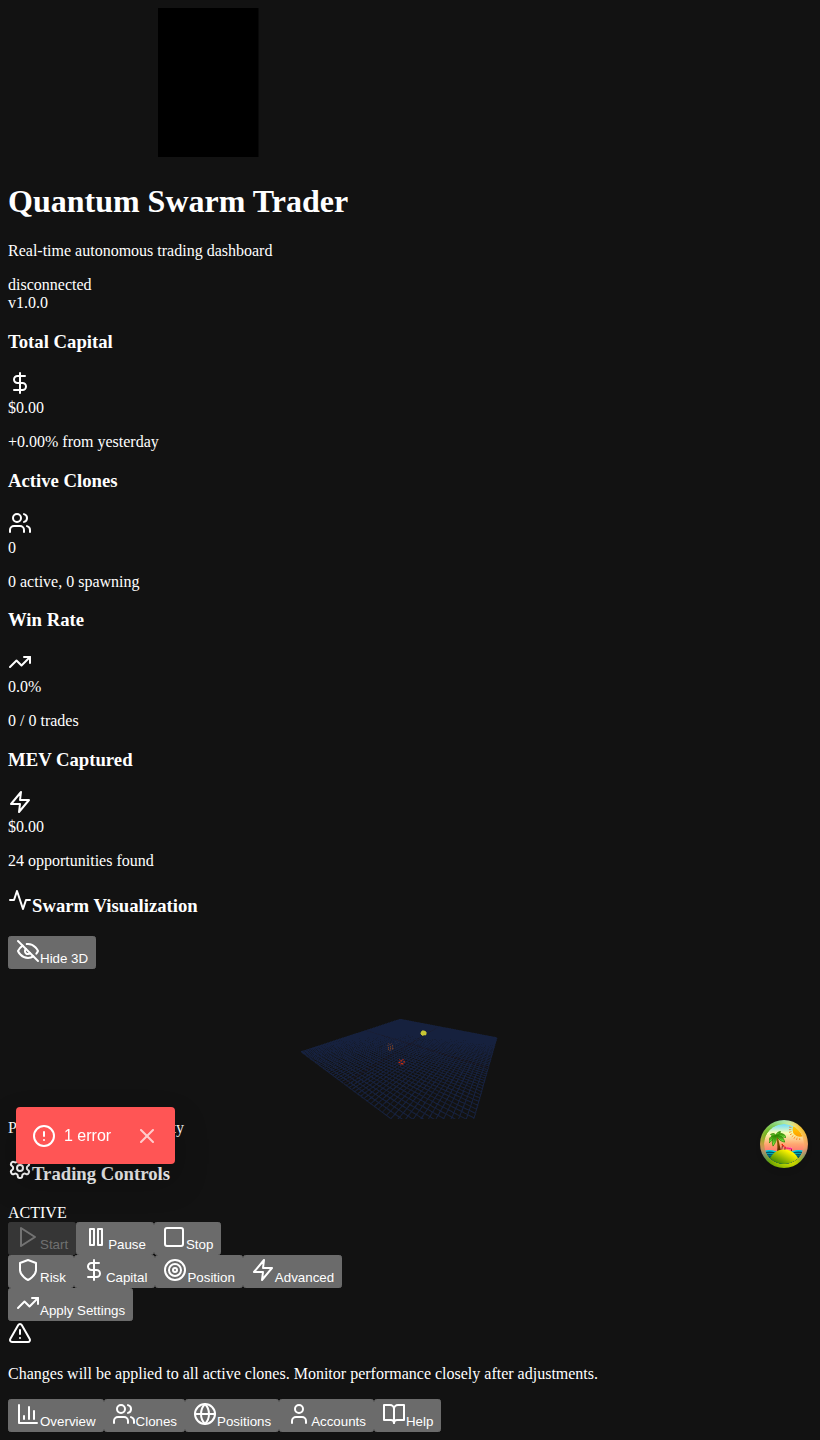 Quantum Swarm Trader
Real-time autonomous trading dashboard
disconnected
v1.0.0
Total Capital
$0.00
+0.00% from yesterday
Active Clones
0
0 active, 0 spawning
Win Rate
0.0%
0 / 0 trades
MEV Captured
$0.00
24 opportunities found
Swarm Visualization
Hide 3D
1 error
Trading Controls
ACTIVE
Start Pause Stop
Risk Capital Position Advanced
Apply Settings
Changes will be applied to all active clones. Monitor performance closely after adjustments.
Overview Clones Positions Accounts Help